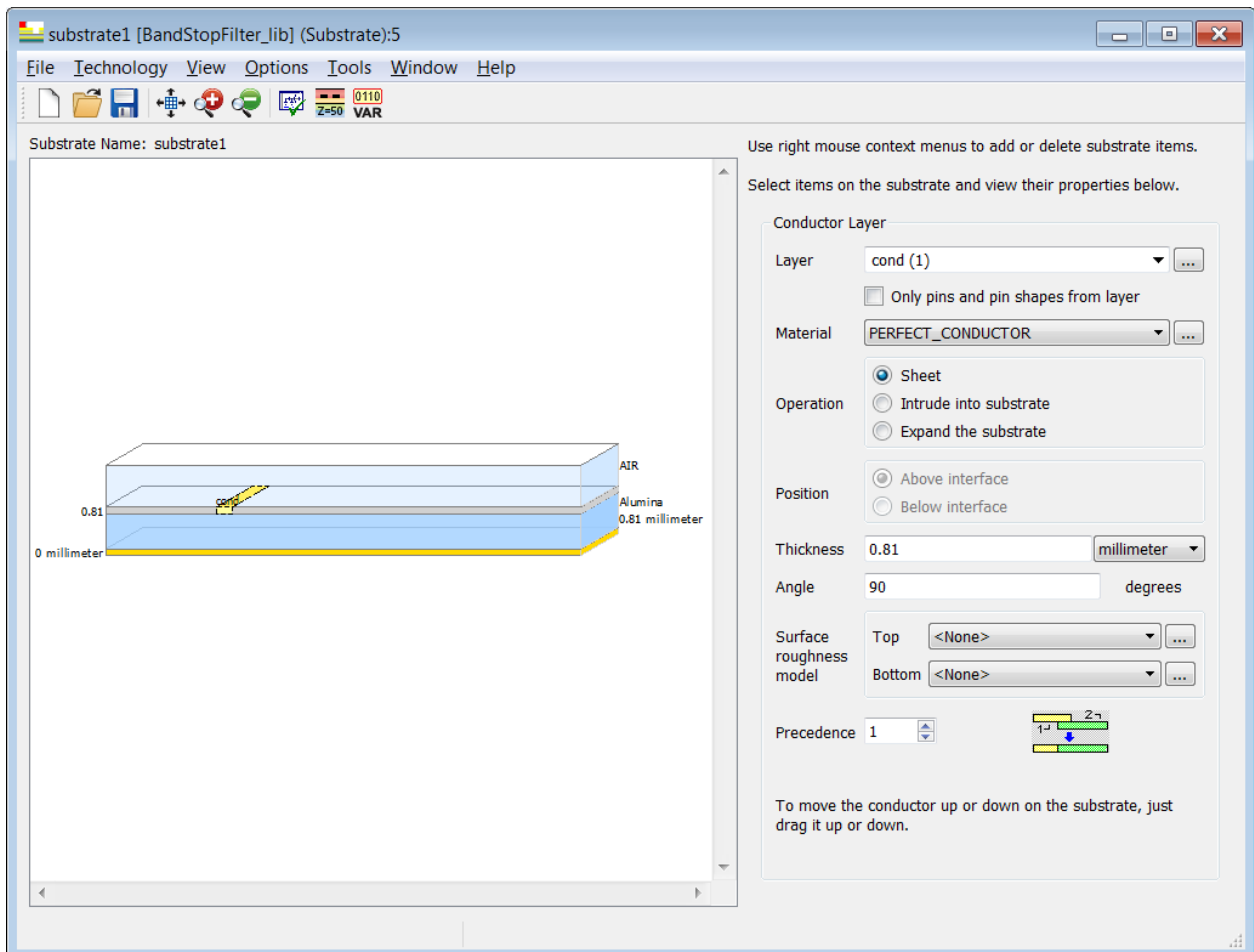 substrate1 [BandStopFilter_lib] (Substrate):5
File Technology View Options Tools Window Help
Z=50
0110
VAR
Substrate Name: substrate1
Use right mouse context menus to add or delete substrate items.
Select items on the substrate and view their properties below.
Conductor Layer
Layer cond (1) ...
Only pins and pin shapes from layer
Material PERFECT_CONDUCTOR ...
Operation
Sheet
Intrude into substrate
Expand the substrate
Position
Above interface
Below interface
Thickness 0.81 millimeter
Angle 90 degrees
Surface
roughness
model
Top <None> ...
Bottom <None> ...
Precedence 1
2
1
To move the conductor up or down on the substrate, just
drag it up or down.
AIR
cond
Alumina
0.81
0.81 millimeter
0 millimeter